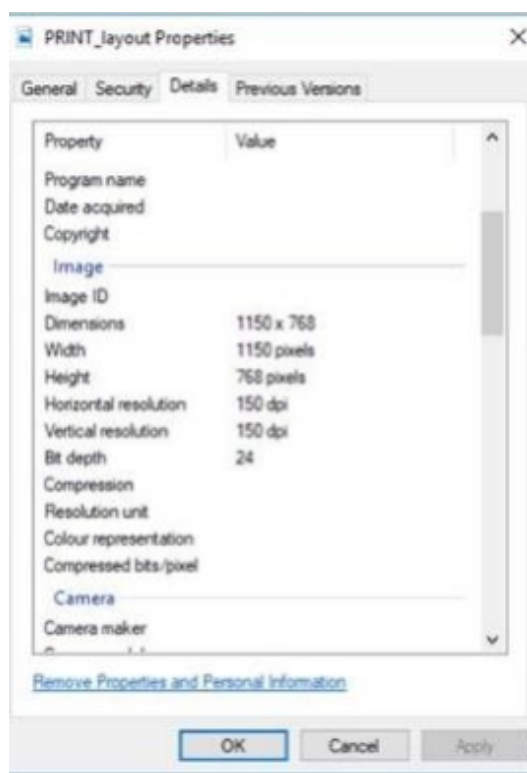 PRINT_layout Properties
General Security Details Previous Versions
Property Value
Program name
Date acquired
Copyright
Image
Image ID
Dimensions 1150 x 768
Width 1150 pixels
Height 768 pixels
Horizontal resolution 150 dpi
Vertical resolution 150 dpi
Bit depth 24
Compression
Resolution unit
Colour representation
Compressed bits/pixel
Camera
Camera maker
Remove Properties and Personal Information
OK Cancel Apply